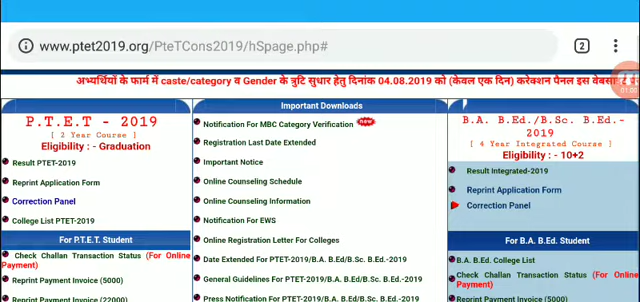 www.ptet2019.org/PteTCons2019/hSpage.php#
2
अभ्यर्थियों के फार्म में caste/category व Gender के त्रुटि सुधार हेतु दिनांक 04.08.2019 को (केवल एक दिन) करेक्शन पैनल इस
01:00
P.T.E.T - 2019
[ 2 Year Course ]
Eligibility : - Graduation
Result PTET-2019
Reprint Application Form
Correction Panel
College List PTET-2019
For P.T.E.T. Student
Check Challan Transaction Status (For Online Payment)
Reprint Payment Invoice (5000)
Reprint Payment Invoice (22000)
Important Downloads
Notification For MBC Category Verification new
Registration Last Date Extended
Important Notice
Online Counseling Schedule
Online Counseling Information
Notification For EWS
Online Registration Letter For Colleges
Date Extended For PTET-2019/B.A. B.Ed/B.Sc. B.Ed.-2019
General Guidelines For PTET-2019/B.A. B.Ed/B.Sc. B.Ed.-2019
Press Notification For PTET-2019/B.A. B.Ed/B.Sc. B.Ed.-2019
B.A. B.Ed./B.Sc. B.Ed.-
2019
[ 4 Year Integrated Course ]
Eligibility : - 10+2
Result Integrated-2019
Reprint Application Form
Correction Panel
For B.A. B.Ed. Student
B.A. B.Ed. College List
Check Challan Transaction Status (For Online
Payment)
Reprint Payment Invoice (5000)